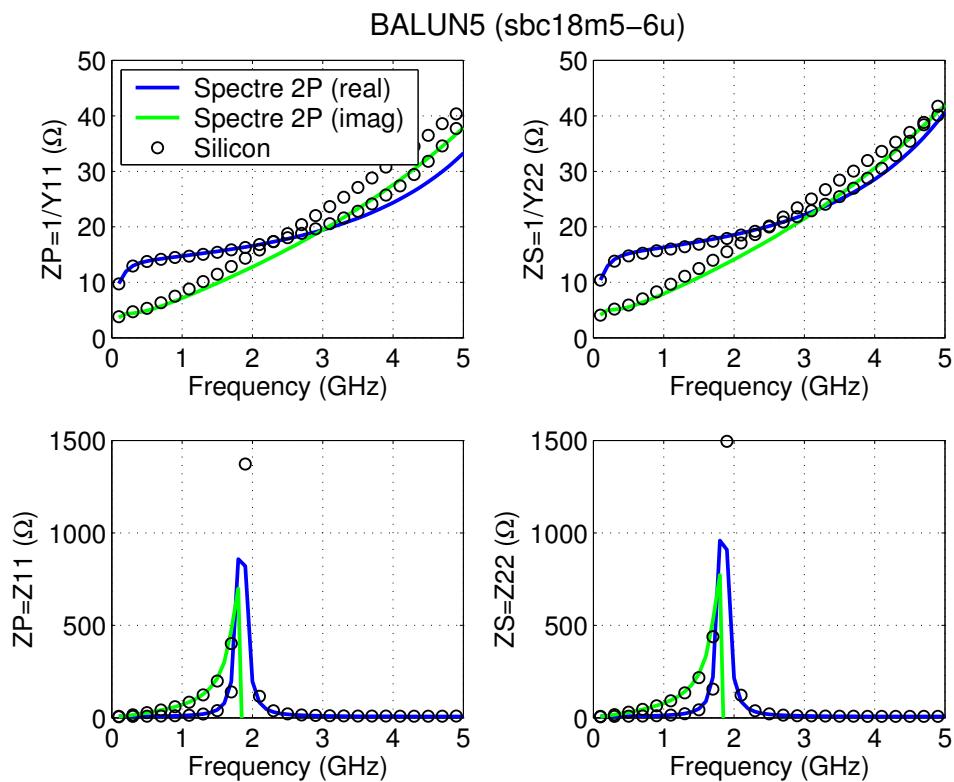 BALUN5 (sbc18m5−6u)
ZP=1/Y11 (Ω)
50
40
30
20
10
0
Spectre 2P (real)
Spectre 2P (imag)
Silicon
0 1 2 3 4 5
Frequency (GHz)
ZS=1/Y22 (Ω)
50
40
30
20
10
0
0 1 2 3 4 5
Frequency (GHz)
ZP=Z11 (Ω)
1500
1000
500
0
0 1 2 3 4 5
Frequency (GHz)
ZS=Z22 (Ω)
1500
1000
500
0
0 1 2 3 4 5
Frequency (GHz)